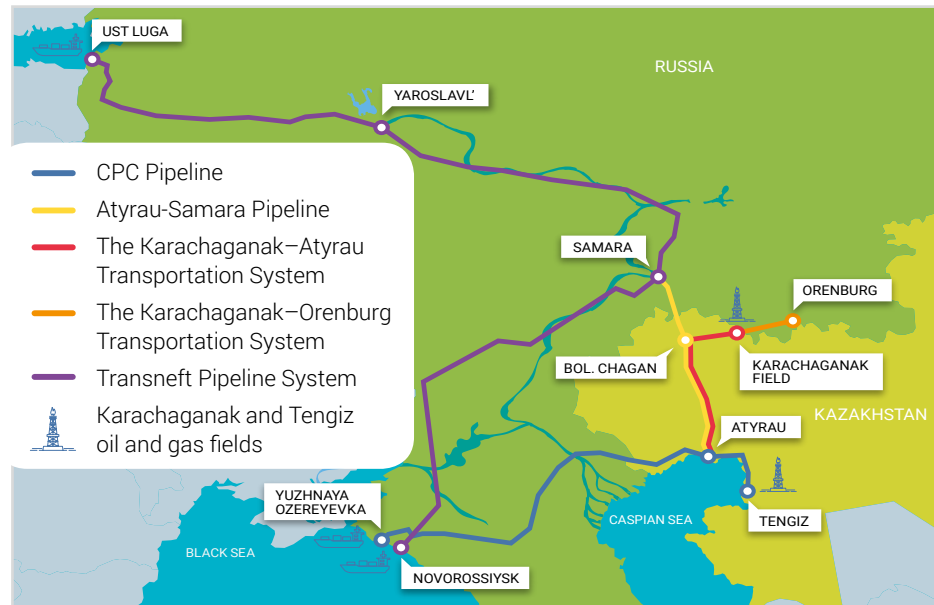 UST LUGA
RUSSIA
YAROSLAVL'
CPC Pipeline
Atyrau-Samara Pipeline
The Karachaganak–Atyrau
Transportation System
The Karachaganak–Orenburg
Transportation System
Transneft Pipeline System
Karachaganak and Tengiz
oil and gas fields
SAMARA
ORENBURG
BOL. CHAGAN
KARACHAGANAK
FIELD
KAZAKHSTAN
ATYRAU
YUZHNAYA
OZEREYEVKA
CASPIAN SEA
TENGIZ
BLACK SEA
NOVOROSSIYSK